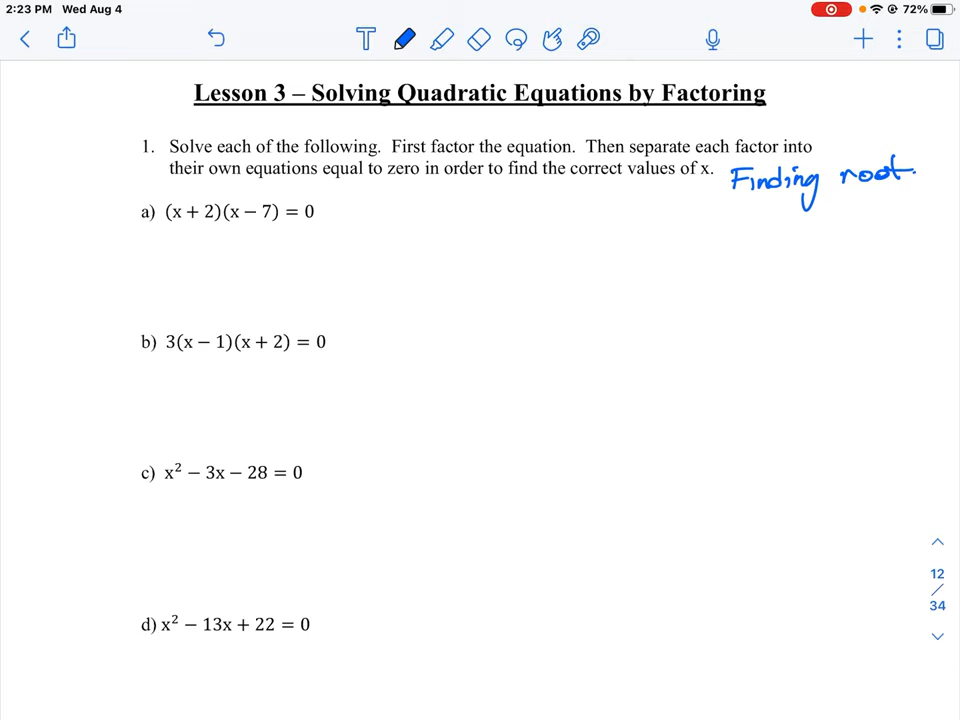 2:23 PM Wed Aug 4
72%
Lesson 3 – Solving Quadratic Equations by Factoring
1. Solve each of the following. First factor the equation. Then separate each factor into
their own equations equal to zero in order to find the correct values of x.
Finding root.
a) (x + 2)(x − 7) = 0
b) 3(x − 1)(x + 2) = 0
c) x² − 3x − 28 = 0
12
/
34
d) x² − 13x + 22 = 0